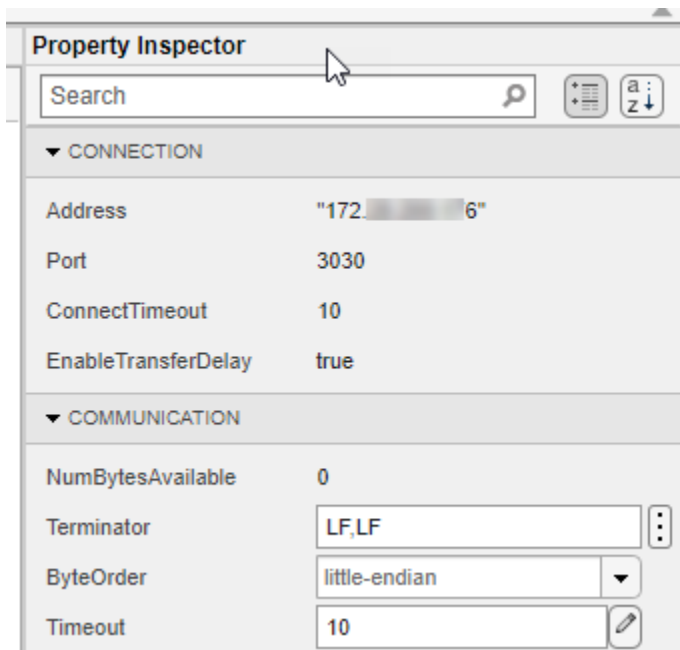 Property Inspector
Search
a
z
CONNECTION
Address "172. 6"
Port 3030
ConnectTimeout 10
EnableTransferDelay true
COMMUNICATION
NumBytesAvailable 0
Terminator LF,LF
ByteOrder little-endian
Timeout 10